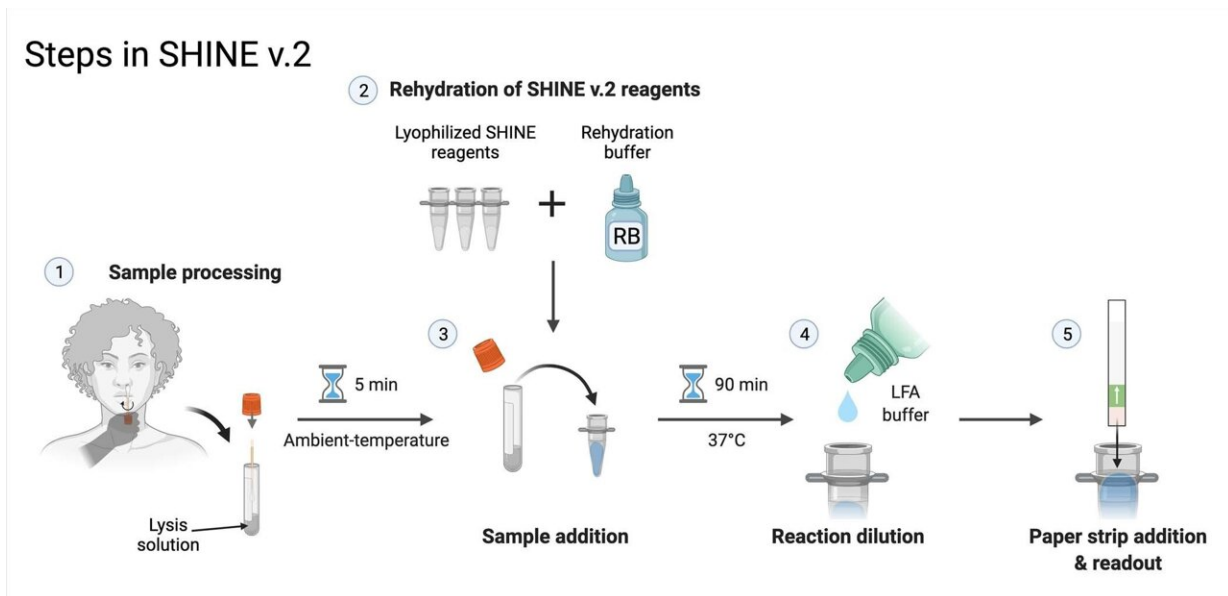 Steps in SHINE v.2
2 Rehydration of SHINE v.2 reagents
Lyophilized SHINE
reagents
Rehydration
buffer
+
RB
1 Sample processing
Lysis
solution
5 min
Ambient-temperature
3
Sample addition
90 min
37°C
4
LFA
buffer
Reaction dilution
5
Paper strip addition
& readout